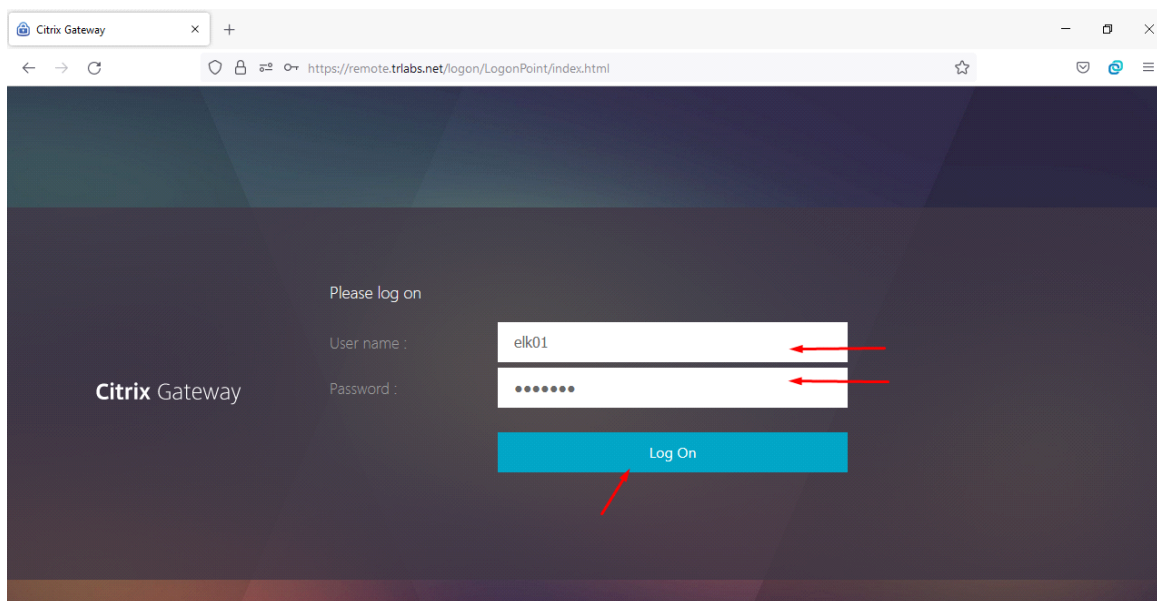 Citrix Gateway
https://remote.trlabs.net/logon/LogonPoint/index.html
Please log on
User name :
elk01
Citrix Gateway
Password :
Log On